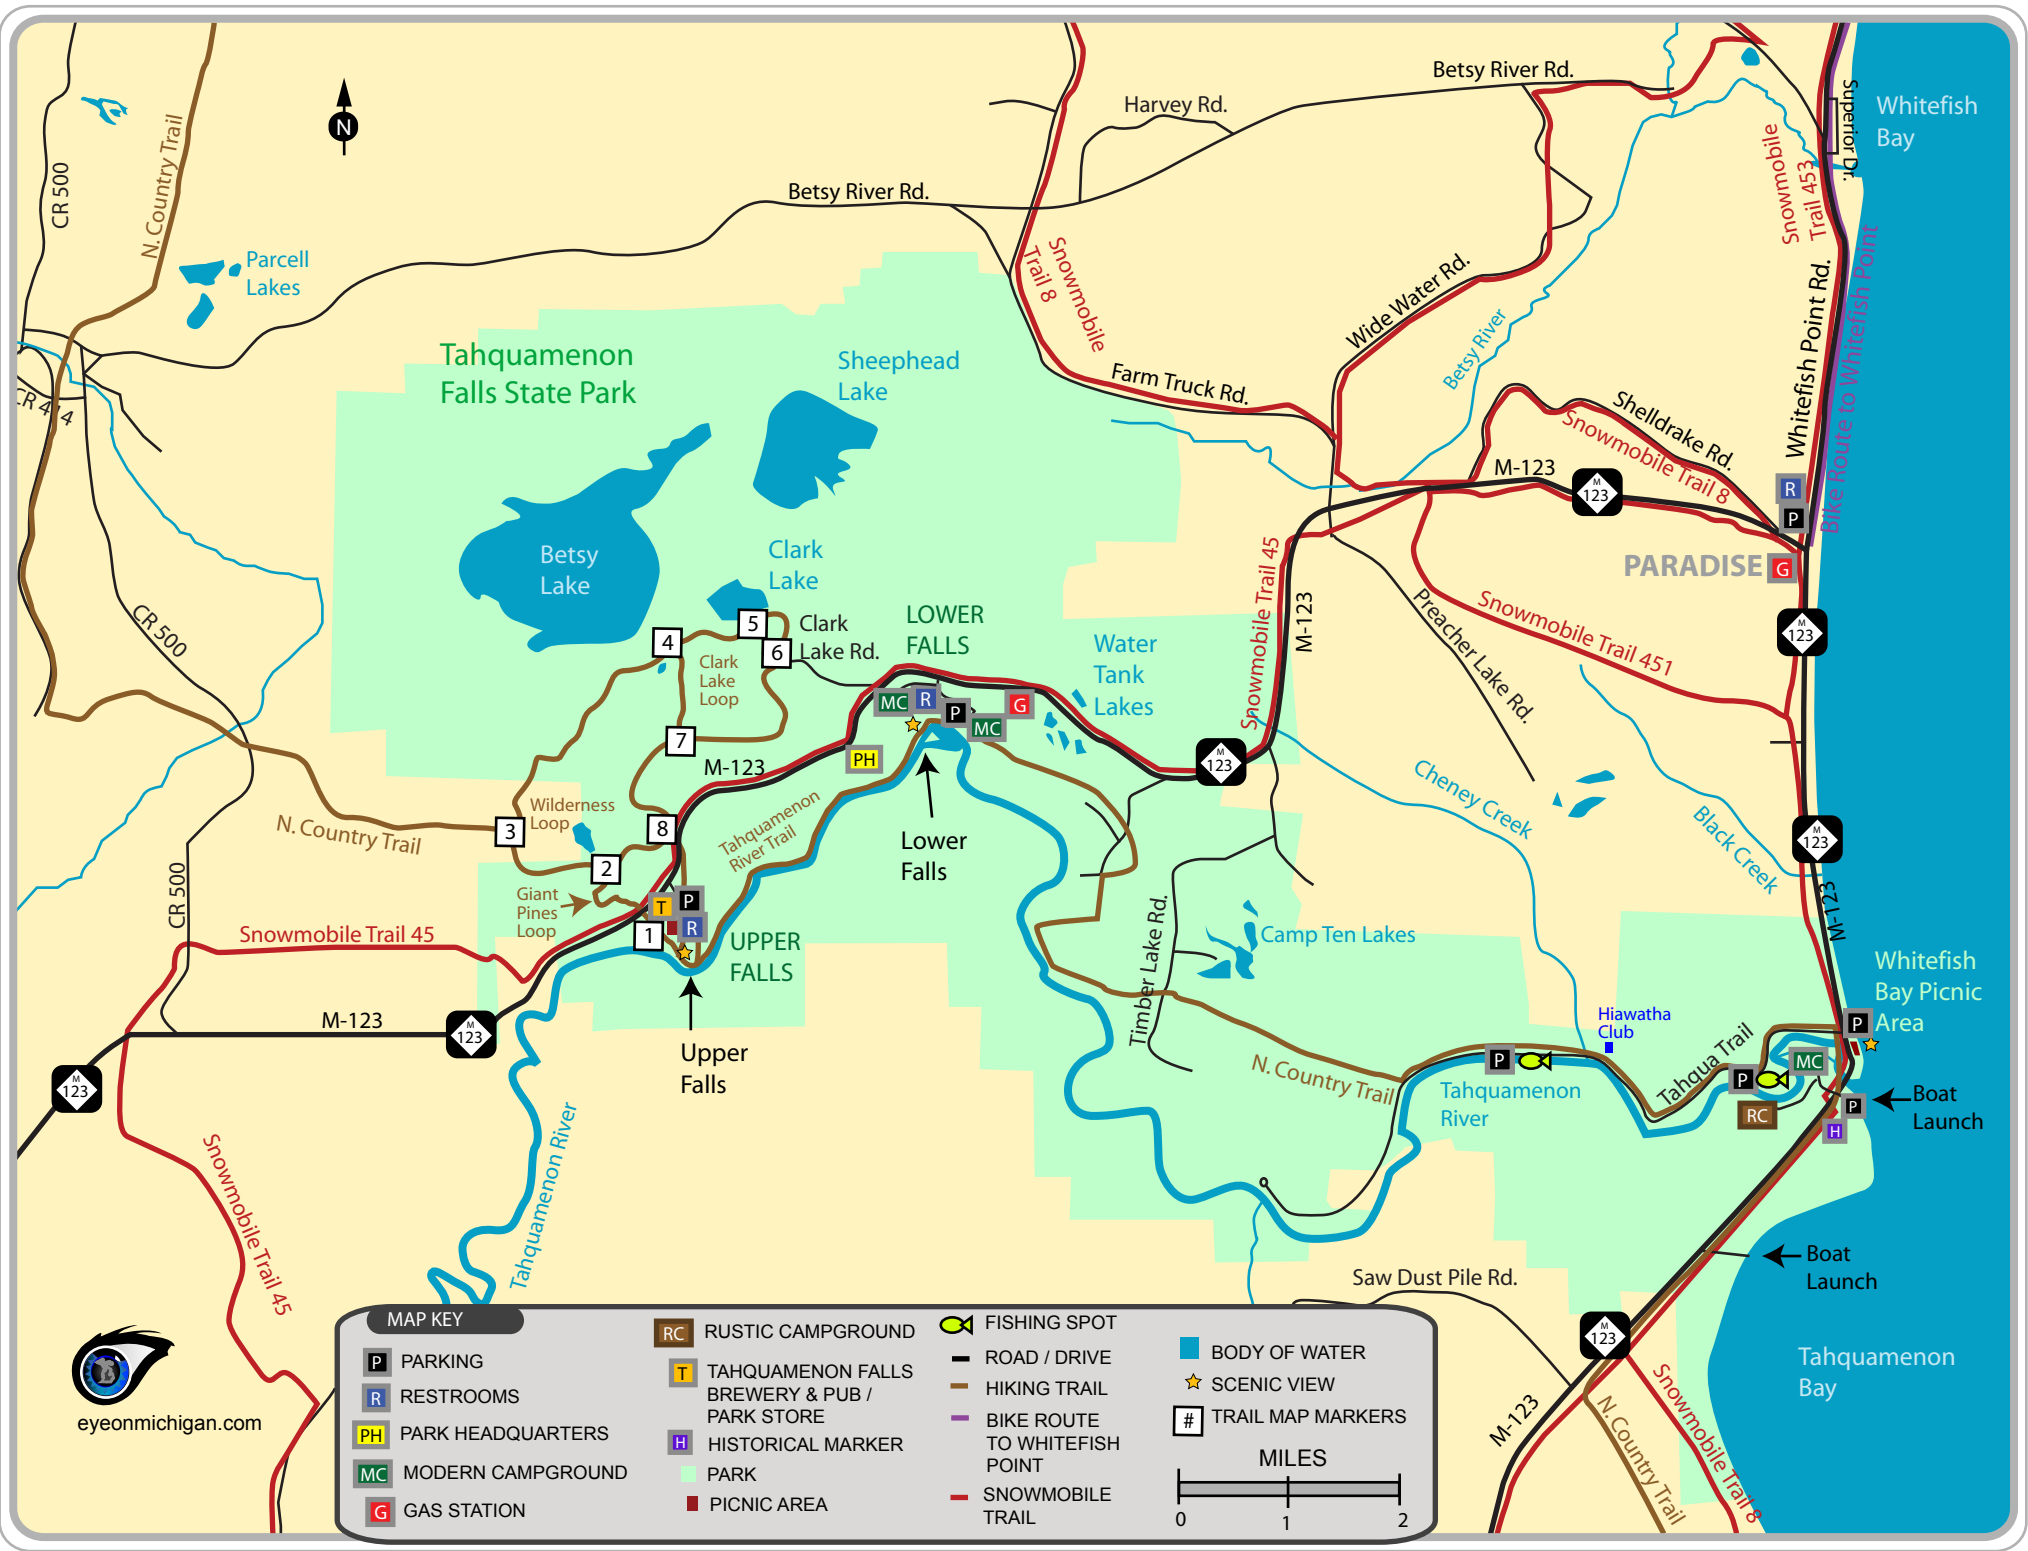 Betsy River Rd.
Harvey Rd.
Superior Dr.
Whitefish
Bay
N
N. Country Trail
CR 500
Snowmobile
Trail 453
Betsy River Rd.
Parcell
Lakes
Snowmobile
Trail 8
Wide Water Rd.
Whitefish Point Rd.
Bike Route to Whitefish Point
Tahquamenon
Falls State Park
Sheephead
Lake
Betsy River
Farm Truck Rd.
CR 414
Shelldrake Rd.
Snowmobile Trail 8
M-123
M
123
R
P
Betsy
Lake
Clark
Lake
PARADISE
G
Snowmobile Trail 45
M-123
Preacher Lake Rd.
Snowmobile Trail 451
M
123
CR 500
LOWER
FALLS
5
4
6
Clark
Lake Rd.
Clark
Lake
Loop
Water
Tank
Lakes
MC
R
P
G
MC
7
PH
M-123
M
123
Cheney Creek
Black Creek
M
123
M-123
N. Country Trail
3
Wilderness
Loop
8
2
Tahquamenon
River Trail
Lower
Falls
CR 500
Giant
Pines
Loop
T
P
R
1
UPPER
FALLS
Snowmobile Trail 45
Timber Lake Rd.
Camp Ten Lakes
Whitefish
Bay Picnic
Area
M-123
M
123
M
123
Upper
Falls
Hiawatha
Club
P
P
N. Country Trail
Tahquamenon
River
Tahqua Trail
MC
P
RC
P
H
Boat
Launch
Snowmobile Trail 45
Tahquamenon River
Boat
Launch
Saw Dust Pile Rd.
M
123
Tahquamenon
Bay
M-123
N. Country Trail
Snowmobile Trail 8
eyeonmichigan.com
MAP KEY
P PARKING
R RESTROOMS
PH PARK HEADQUARTERS
MC MODERN CAMPGROUND
G GAS STATION
RC RUSTIC CAMPGROUND
T TAHQUAMENON FALLS
BREWERY & PUB /
PARK STORE
H HISTORICAL MARKER
PARK
PICNIC AREA
FISHING SPOT
ROAD / DRIVE
HIKING TRAIL
BIKE ROUTE
TO WHITEFISH
POINT
SNOWMOBILE
TRAIL
BODY OF WATER
SCENIC VIEW
# TRAIL MAP MARKERS
MILES
0 1 2